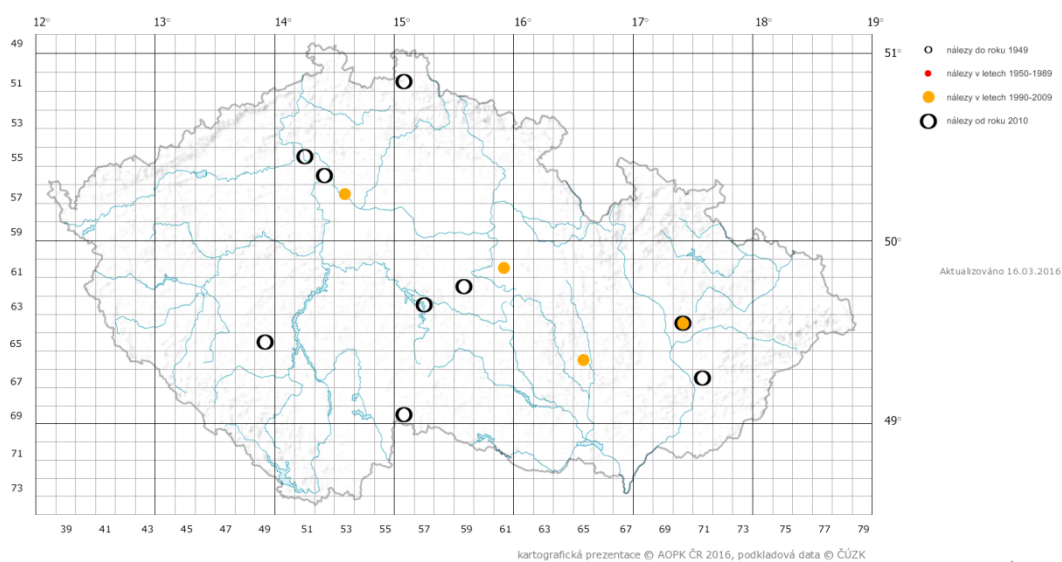 12° 13° 14° 15° 16° 17° 18° 19°
49 51°
nálezy do roku 1949
51
nálezy v letech 1950-1989
nálezy v letech 1990-2009
53
nálezy od roku 2010
55
57
59 50°
61
Aktualizováno 16.03.2016
63
65
67
69 49°
71
73
39 41 43 45 47 49 51 53 55 57 59 61 63 65 67 69 71 73 75 77 79
kartografická prezentace © AOPK ČR 2016, podkladová data © ČÚZK